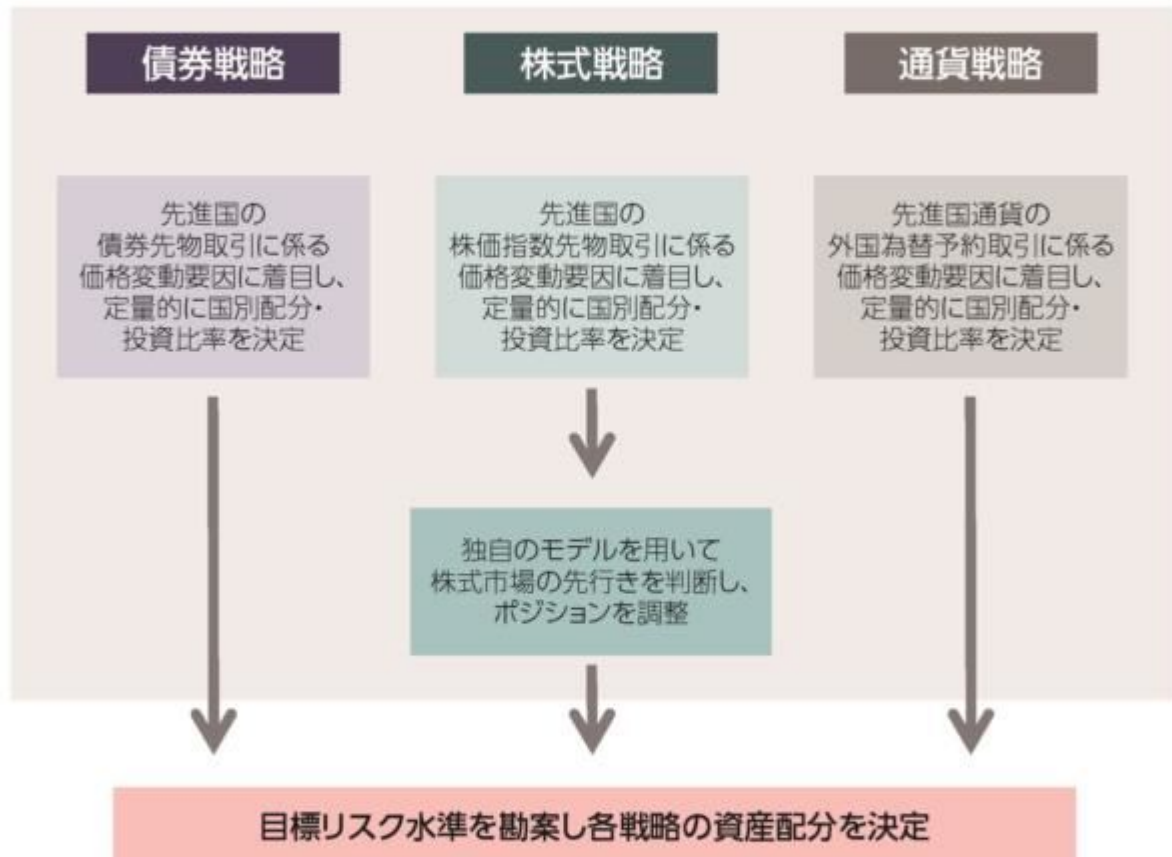 債券戦略
株式戦略
通貨戦略
先進国の
債券先物取引に係る
価格変動要因に着目し、
定量的に国別配分・
投資比率を決定
先進国の
株価指数先物取引に係る
価格変動要因に着目し、
定量的に国別配分・
投資比率を決定
先進国通貨の
外国為替予約取引に係る
価格変動要因に着目し、
定量的に国別配分・
投資比率を決定
独自のモデルを用いて
株式市場の先行きを判断し、
ポジションを調整
目標リスク水準を勘案し各戦略の資産配分を決定